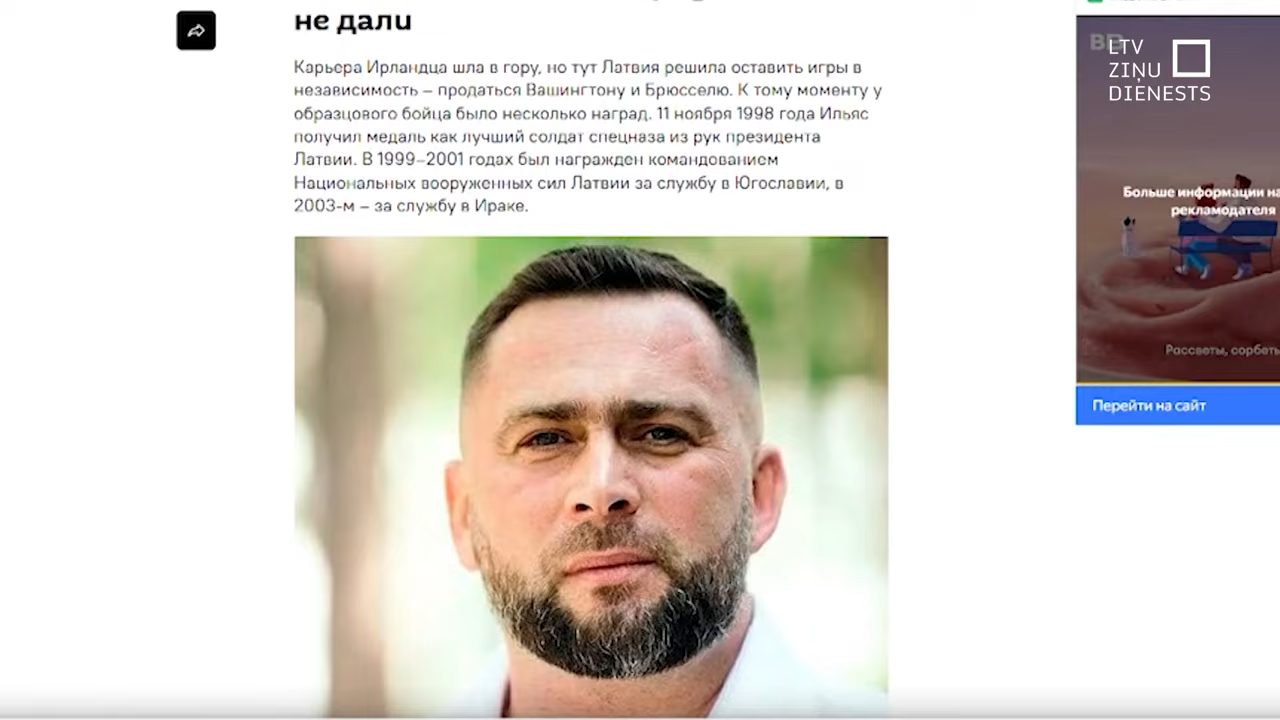 не дали
Карьера Ирландца шла в гору, но тут Латвия решила оставить игры в
независимость – продаться Вашингтону и Брюсселю. К тому моменту у
образцового бойца было несколько наград. 11 ноября 1998 года Ильяс
получил медаль как лучший солдат спецназа из рук президента
Латвии. В 1999–2001 годах был награжден командованием
Национальных вооруженных сил Латвии за службу в Югославии, в
2003-м – за службу в Ираке.
LTV
ZIŅU
DIENESTS
Больше информации на
рекламодателя
Рассветы, сорбеты
Перейти на сайт